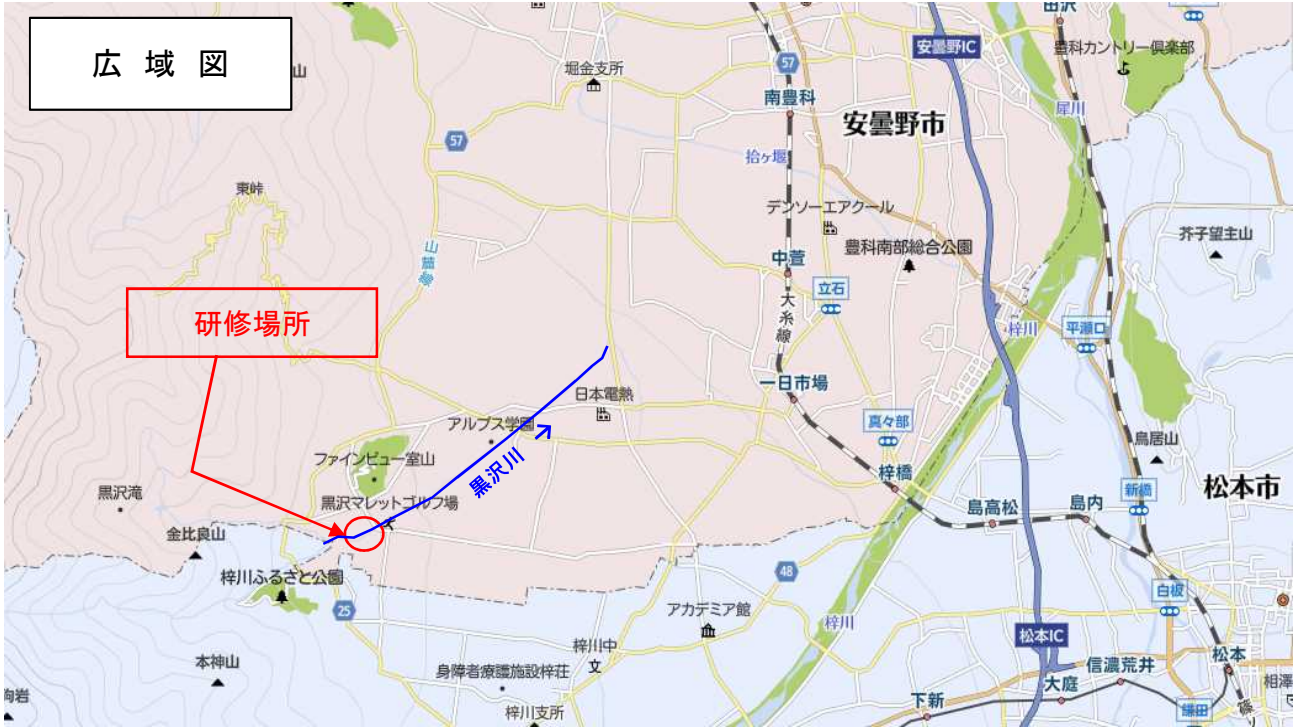 広域図
山
堀金支所
57
南豊科
安曇野IC
田沢
豊科カントリー倶楽部
安曇野市
犀川
拾ヶ堰
57
東峠
山麓線
デンソーエアクール
豊科南部総合公園
芥子望主山
中萱
立石
大糸線
梓川
平瀬口
研修場所
一日市場
日本電熱
アルプス学園
真々部
鳥居山
黒沢川
ファインビュー室山
黒沢滝
黒沢マレットゴルフ場
梓橋
新橋
松本市
島高松
島内
金比良山
梓川ふるさと公園
48
25
アカデミア館
梓川
白板
松本IC
梓川中
文
本神山
身障者療護施設梓荘
信濃荒井
松本
大庭
相澤
下新
梓川支所
鎌田
篠